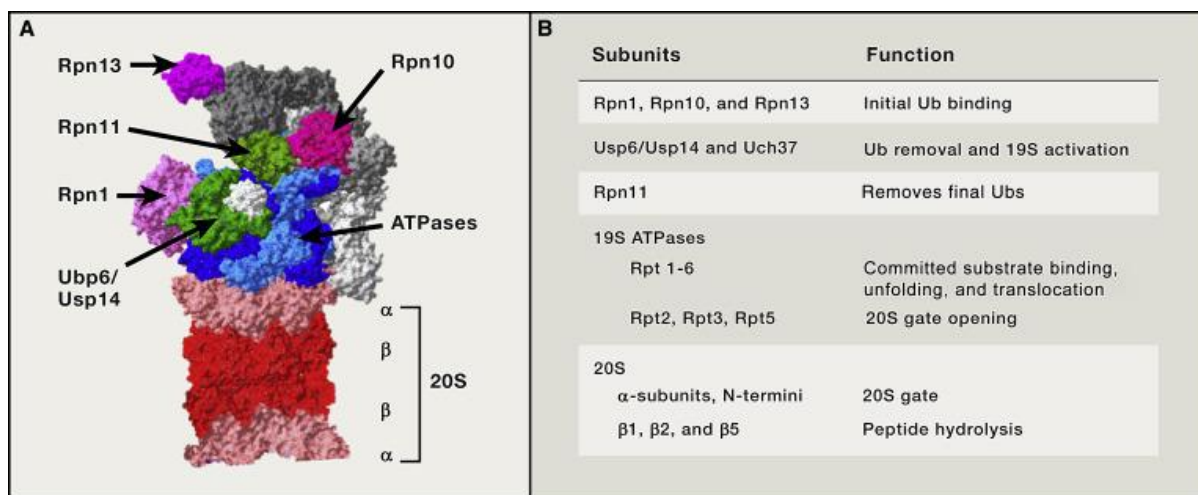 A
Rpn13
Rpn10
Rpn11
Rpn1
ATPases
Ubp6/
Usp14
α
β
20S
β
α
B
Subunits Function
Rpn1, Rpn10, and Rpn13 Initial Ub binding
Usp6/Usp14 and Uch37 Ub removal and 19S activation
Rpn11 Removes final Ubs
19S ATPases
Rpt 1-6 Committed substrate binding,
unfolding, and translocation
Rpt2, Rpt3, Rpt5 20S gate opening
20S
α-subunits, N-termini 20S gate
β1, β2, and β5 Peptide hydrolysis